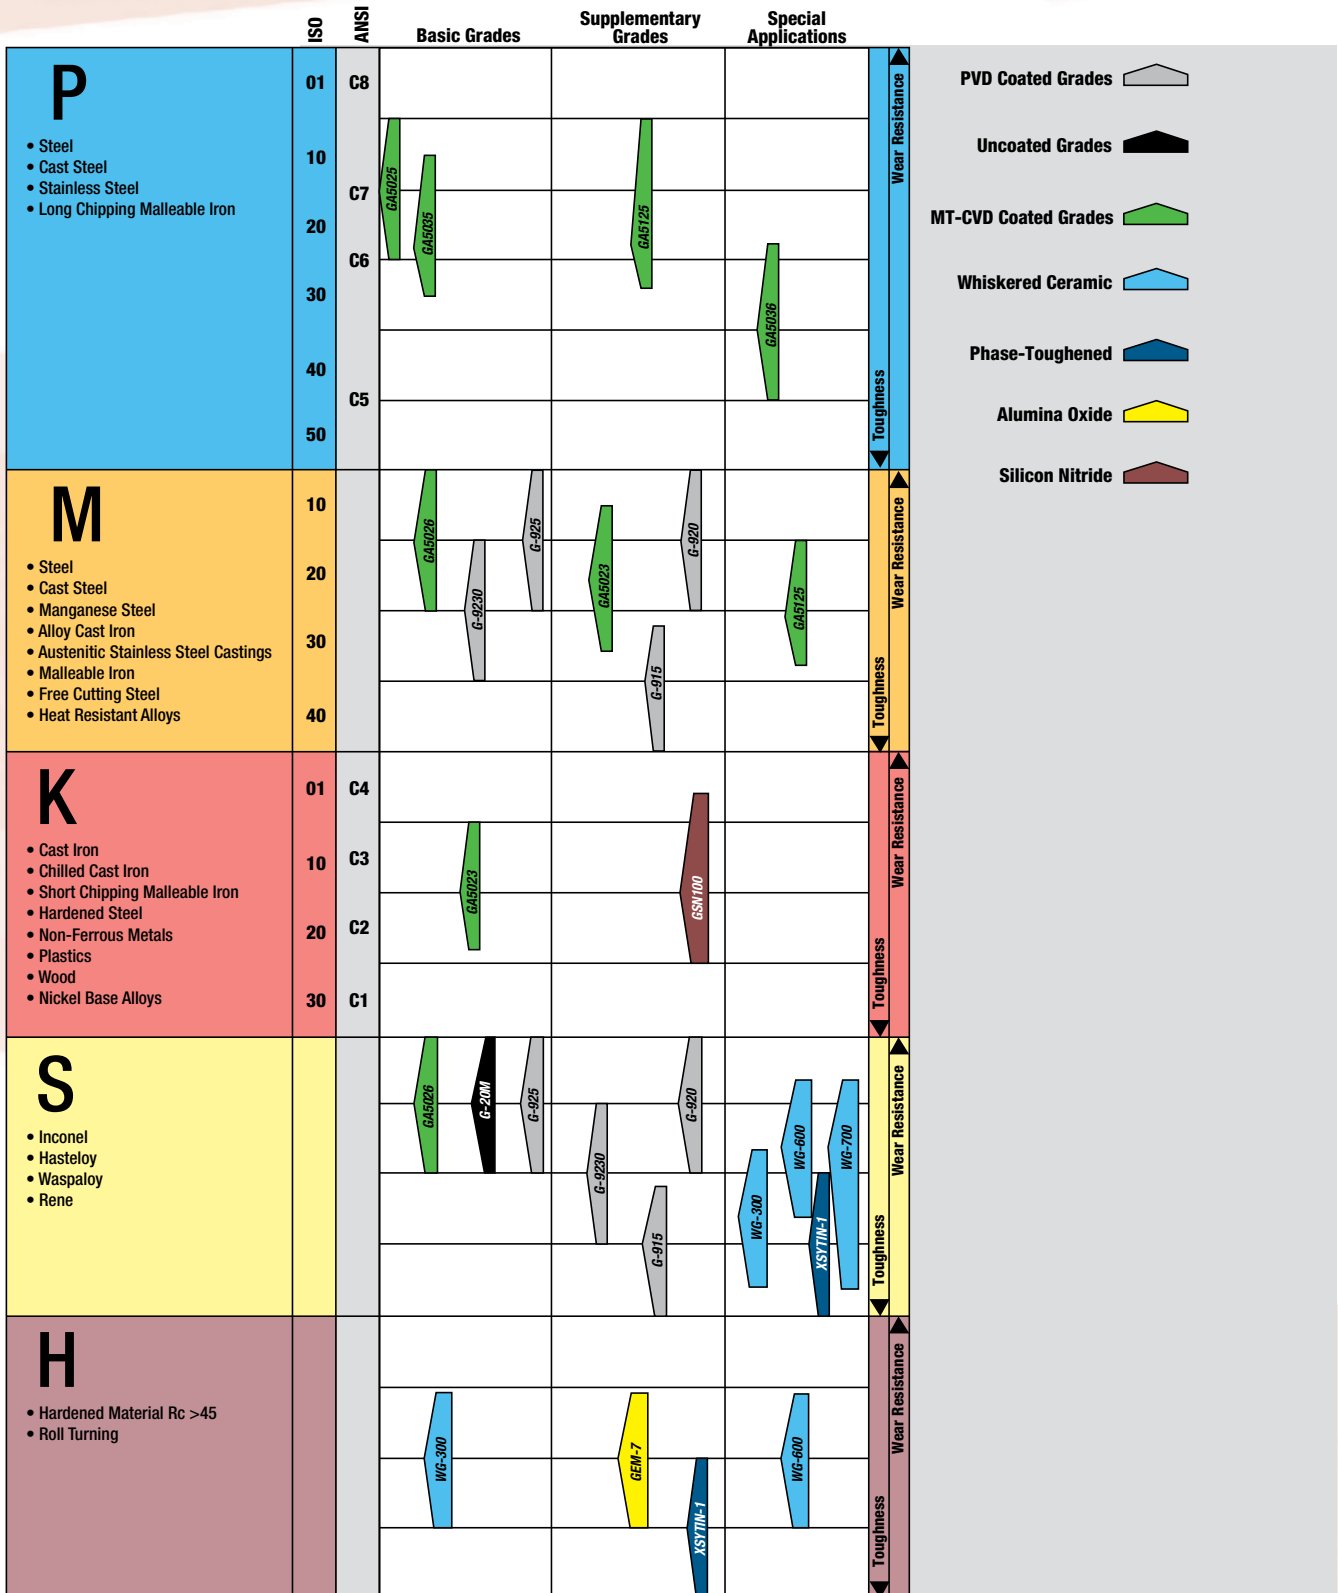 ISO
ANSI
Basic Grades
Supplementary
Grades
Special
Applications
P
• Steel
• Cast Steel
• Stainless Steel
• Long Chipping Malleable Iron
01
10
20
30
40
50
C8
C7
C6
C5
GA5025
GA5035
GA5125
GA5036
Wear Resistance
Toughness
M
• Steel
• Cast Steel
• Manganese Steel
• Alloy Cast Iron
• Austenitic Stainless Steel Castings
• Malleable Iron
• Free Cutting Steel
• Heat Resistant Alloys
10
20
30
40
GA5026
G-9230
G-925
GA5023
G-915
G-920
GA5125
Wear Resistance
Toughness
K
• Cast Iron
• Chilled Cast Iron
• Short Chipping Malleable Iron
• Hardened Steel
• Non-Ferrous Metals
• Plastics
• Wood
• Nickel Base Alloys
01
10
20
30
C4
C3
C2
C1
GA5023
GSN100
Wear Resistance
Toughness
S
• Inconel
• Hasteloy
• Waspaloy
• Rene
GA5026
G-20M
G-925
G-9230
G-915
G-920
WG-300
WG-600
XSYTIN-1
WG-700
Wear Resistance
Toughness
H
• Hardened Material Rc >45
• Roll Turning
WG-300
GEM-7
XSYTIN-1
WG-600
Wear Resistance
Toughness
PVD Coated Grades
Uncoated Grades
MT-CVD Coated Grades
Whiskered Ceramic
Phase-Toughened
Alumina Oxide
Silicon Nitride